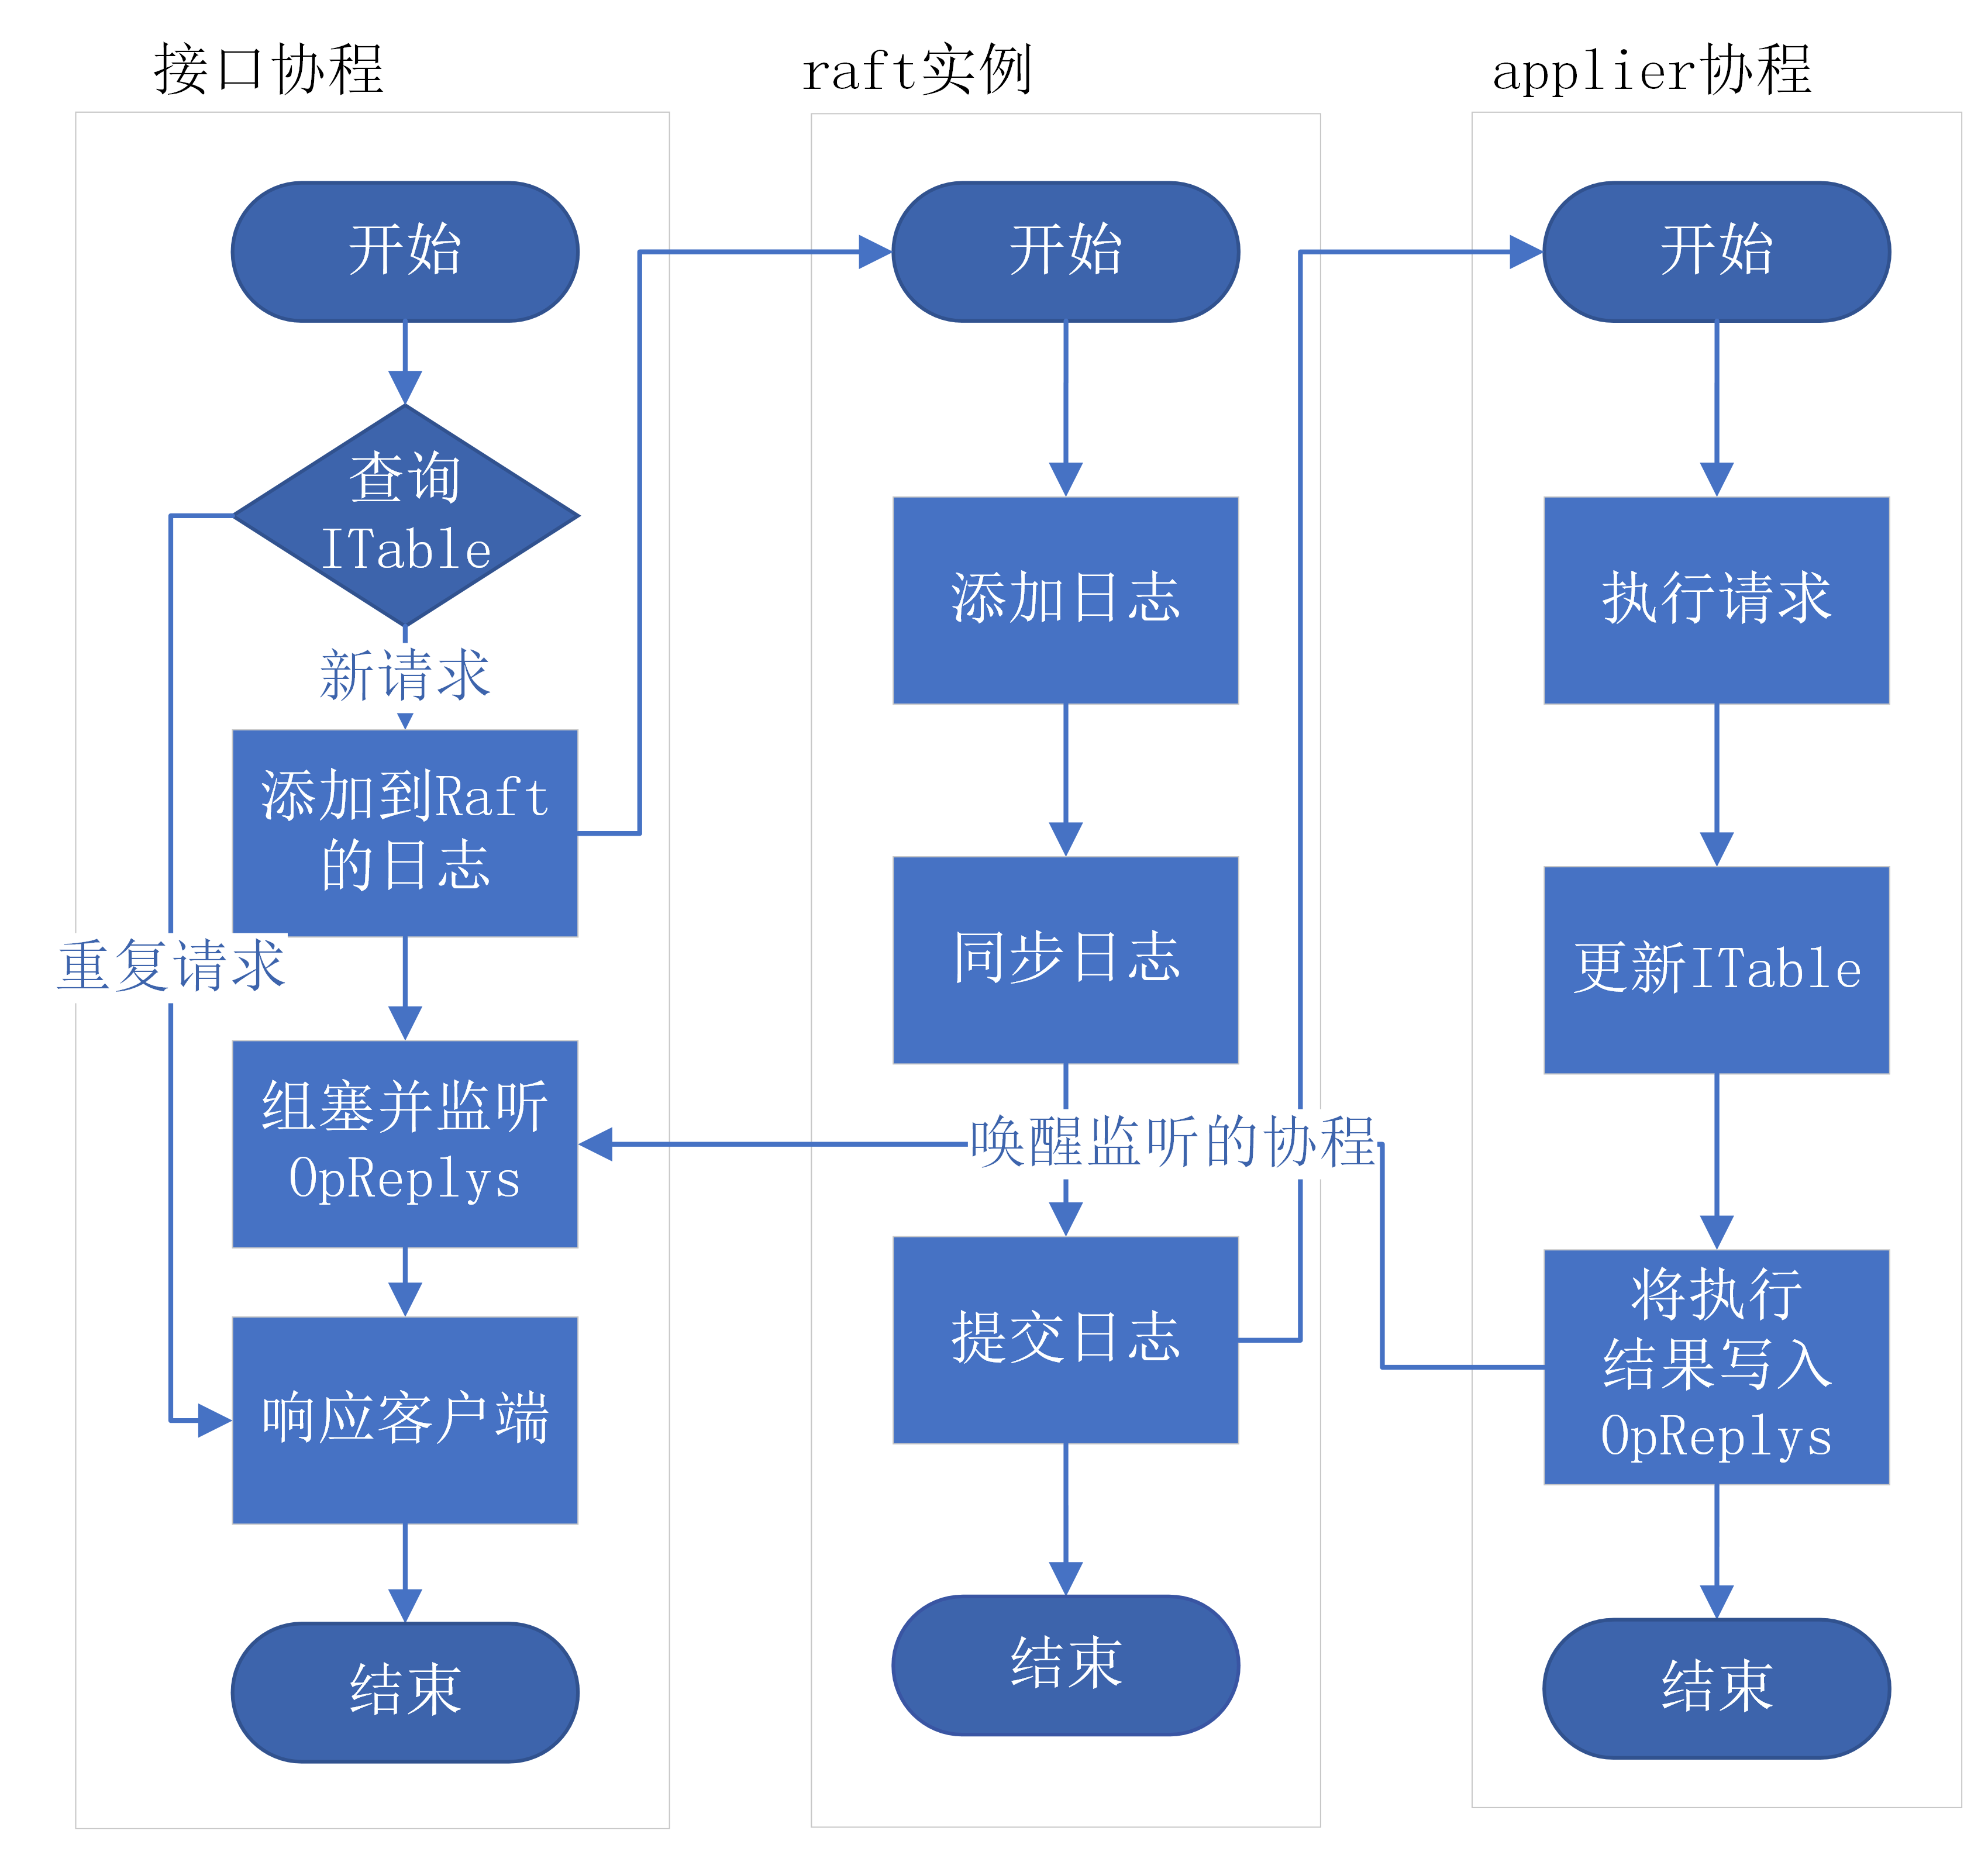 接口协程
开始
查询
ITable
新请求
添加到Raft
的日志
重复请求
组塞并监听
OpReplys
响应客户端
结束
raft实例
开始
添加日志
同步日志
唤醒监听的协程
提交日志
结束
applier协程
开始
执行请求
更新ITable
将执行
结果写入
OpReplys
结束